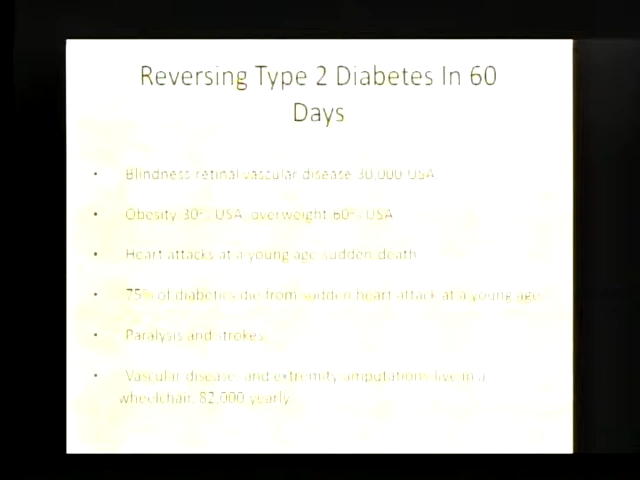 Reversing Type 2 Diabetes In 60
Days
• Blindness retinal vascular disease 30,000 USA
• Obesity 30% USA, overweight 60% USA
• Heart attacks at a young age sudden death
• 75% of diabetics die from sudden heart attack at a young age
• Paralysis and strokes
• Vascular disease, and extremity amputations live in a
wheelchair, 82,000 yearly